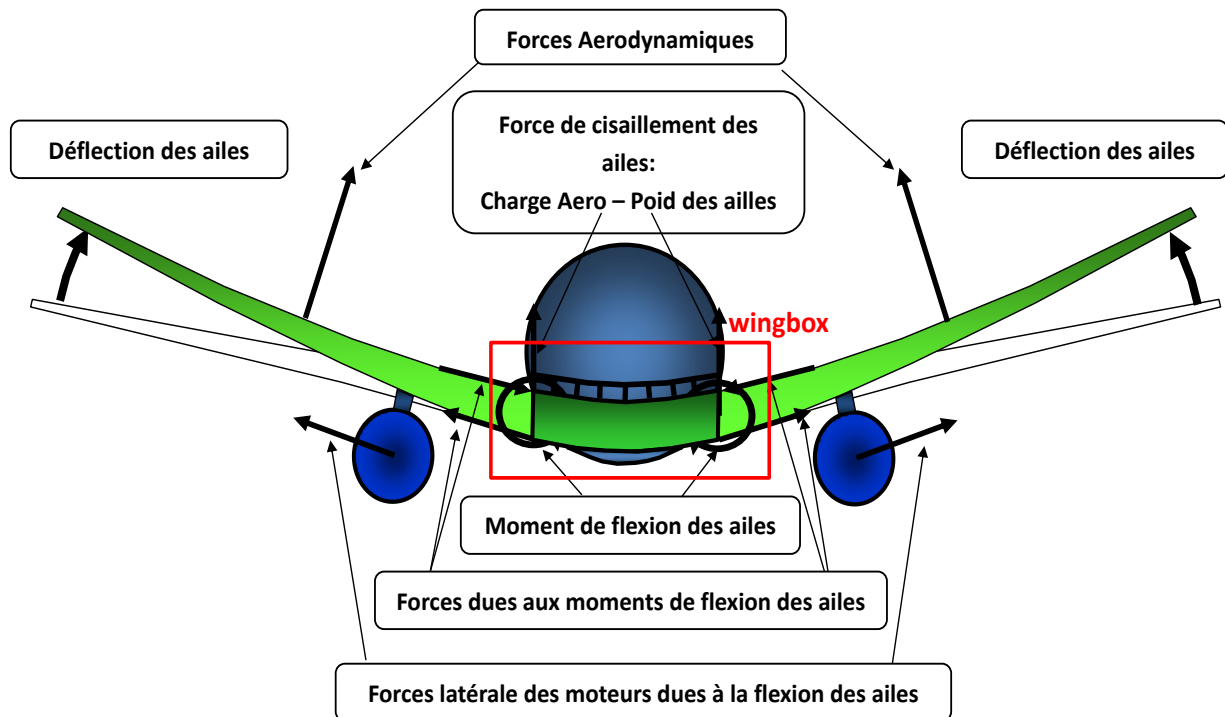 Forces Aerodynamiques
Force de cisaillement des
ailes:
Charge Aero – Poid des ailles
Déflection des ailes
Déflection des ailes
wingbox
Moment de flexion des ailes
Forces dues aux moments de flexion des ailes
Forces latérale des moteurs dues à la flexion des ailes